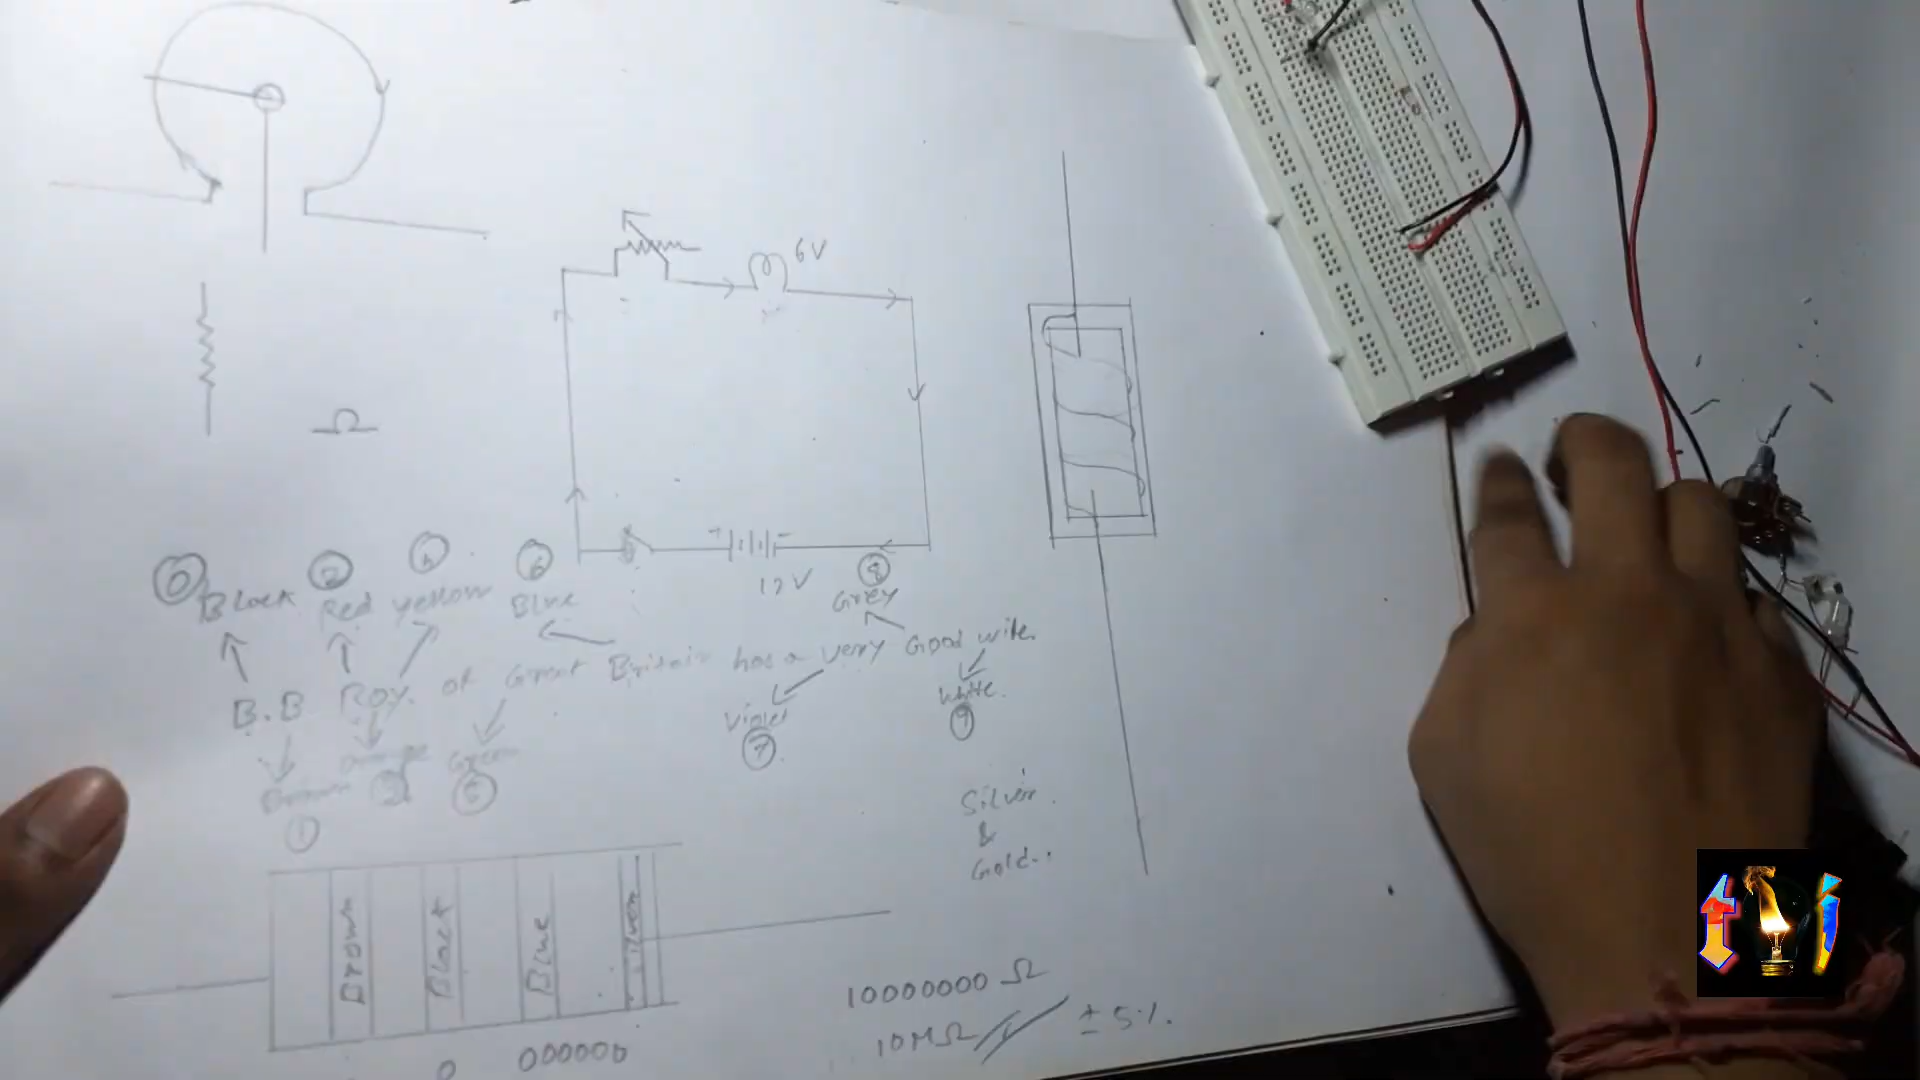 6V
12V
0 2 4 6 8
Black Red Yellow Blue Grey
B.B Roy. of Great Britain has a very Good wife.
Brown orange Green Violet white.
1 3 5 7 9
Silver
&
Gold..
Brown Black Blue Silver
0 000000
10000000 Ω
10MΩ ± 5%.
Ω